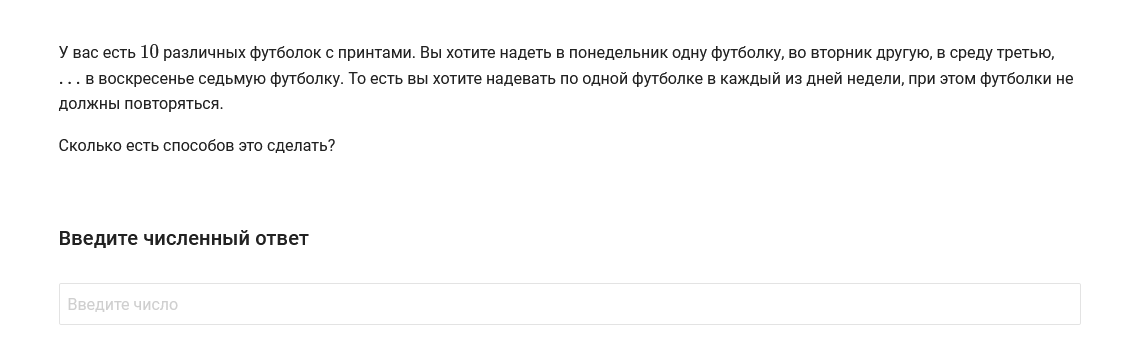 У вас есть 10 различных футболок с принтами. Вы хотите надеть в понедельник одну футболку, во вторник другую, в среду третью,
... в воскресенье седьмую футболку. То есть вы хотите надевать по одной футболке в каждый из дней недели, при этом футболки не
должны повторяться.
Сколько есть способов это сделать?
Введите численный ответ
Введите число